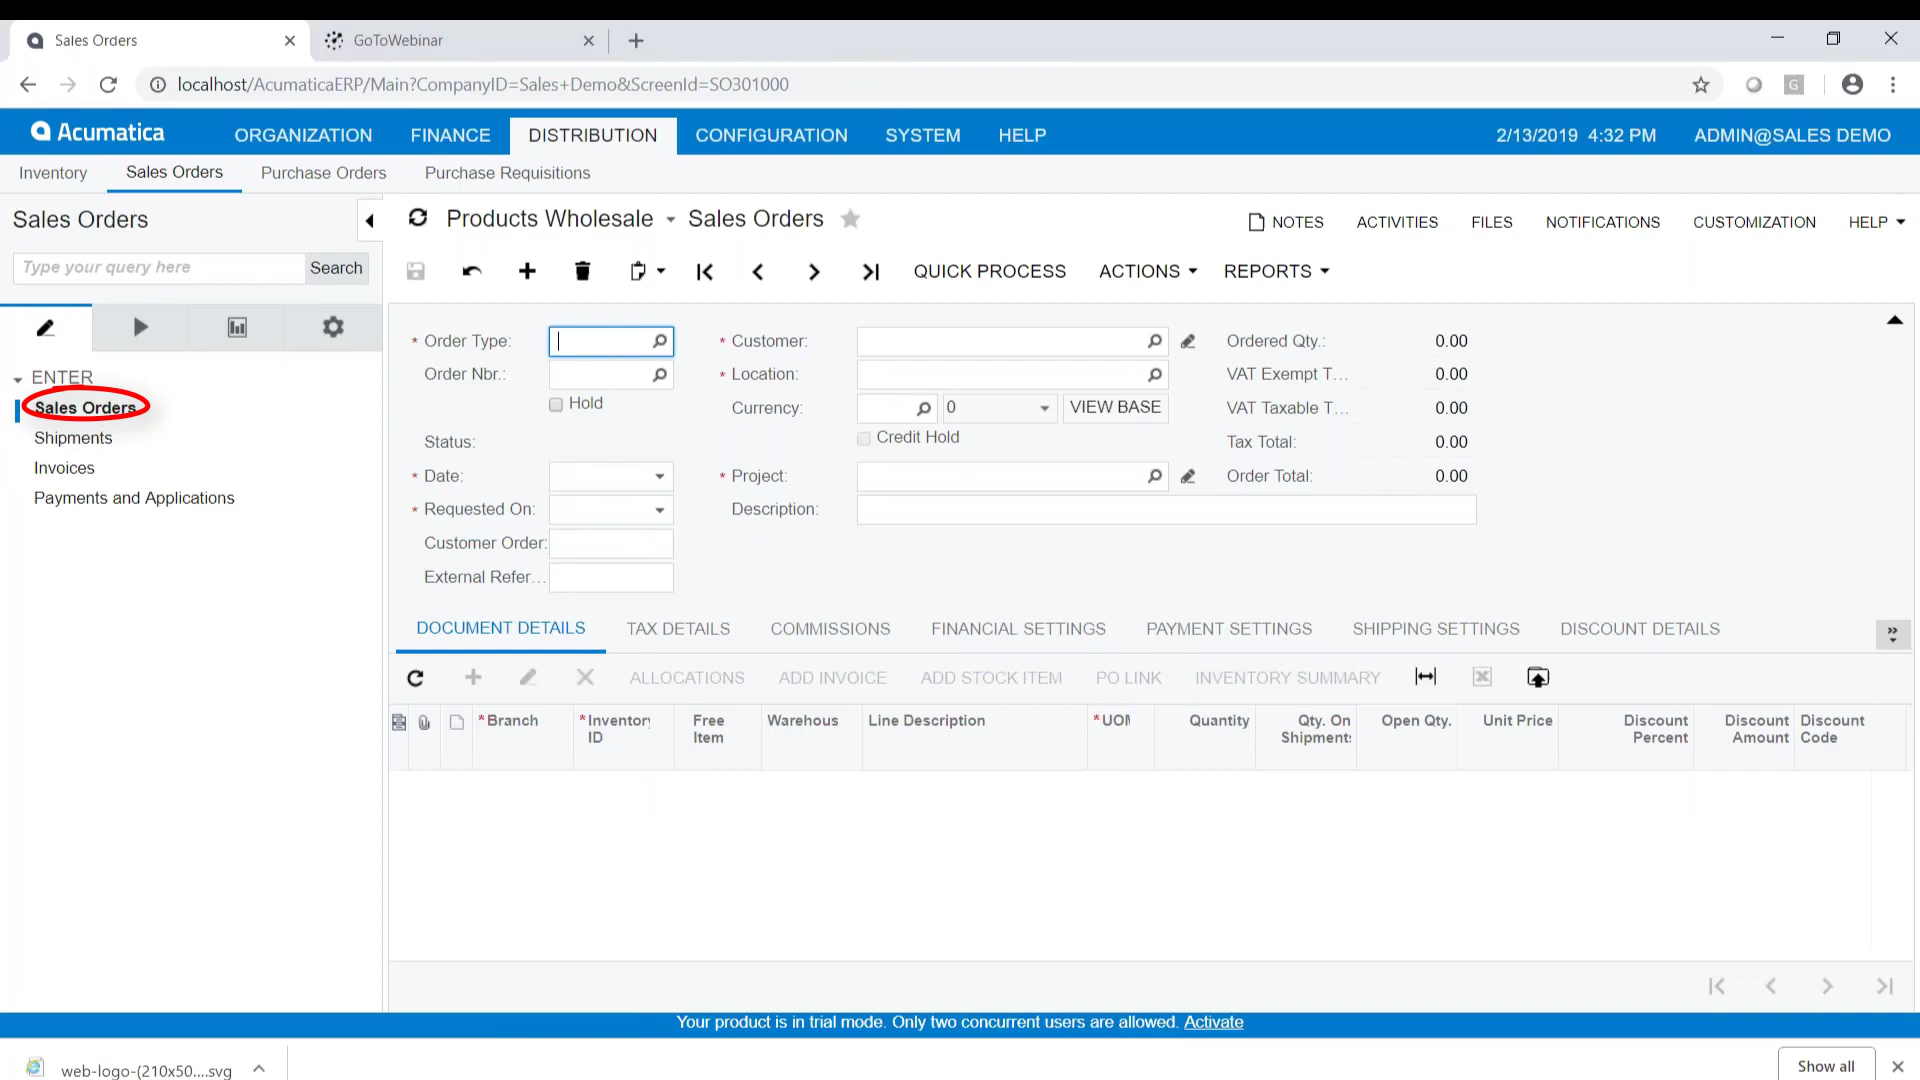 Sales Orders
GoToWebinar
localhost/AcumaticaERP/Main?CompanyID=Sales+Demo&ScreenId=SO301000
G
Acumatica
ORGANIZATION
FINANCE
DISTRIBUTION
CONFIGURATION
SYSTEM
HELP
2/13/2019 4:32 PM
ADMIN@SALES DEMO
Inventory
Sales Orders
Purchase Orders
Purchase Requisitions
Sales Orders
Type your query here
Search
ENTER
Sales Orders
Shipments
Invoices
Payments and Applications
Products Wholesale
Sales Orders
NOTES
ACTIVITIES
FILES
NOTIFICATIONS
CUSTOMIZATION
HELP
QUICK PROCESS
ACTIONS
REPORTS
* Order Type:
Order Nbr.:
Hold
Status:
* Date:
* Requested On:
Customer Order:
External Refer...
* Customer:
* Location:
Currency:
0
VIEW BASE
Credit Hold
* Project:
Description:
Ordered Qty.: 0.00
VAT Exempt T... 0.00
VAT Taxable T... 0.00
Tax Total: 0.00
Order Total: 0.00
DOCUMENT DETAILS
TAX DETAILS
COMMISSIONS
FINANCIAL SETTINGS
PAYMENT SETTINGS
SHIPPING SETTINGS
DISCOUNT DETAILS
ALLOCATIONS
ADD INVOICE
ADD STOCK ITEM
PO LINK
INVENTORY SUMMARY
* Branch
* Inventory
ID
Free
Item
Warehous
Line Description
* UOM
Quantity
Qty. On
Shipments
Open Qty.
Unit Price
Discount
Percent
Discount
Amount
Discount
Code
Your product is in trial mode. Only two concurrent users are allowed. Activate
web-logo-(210x50....svg
Show all